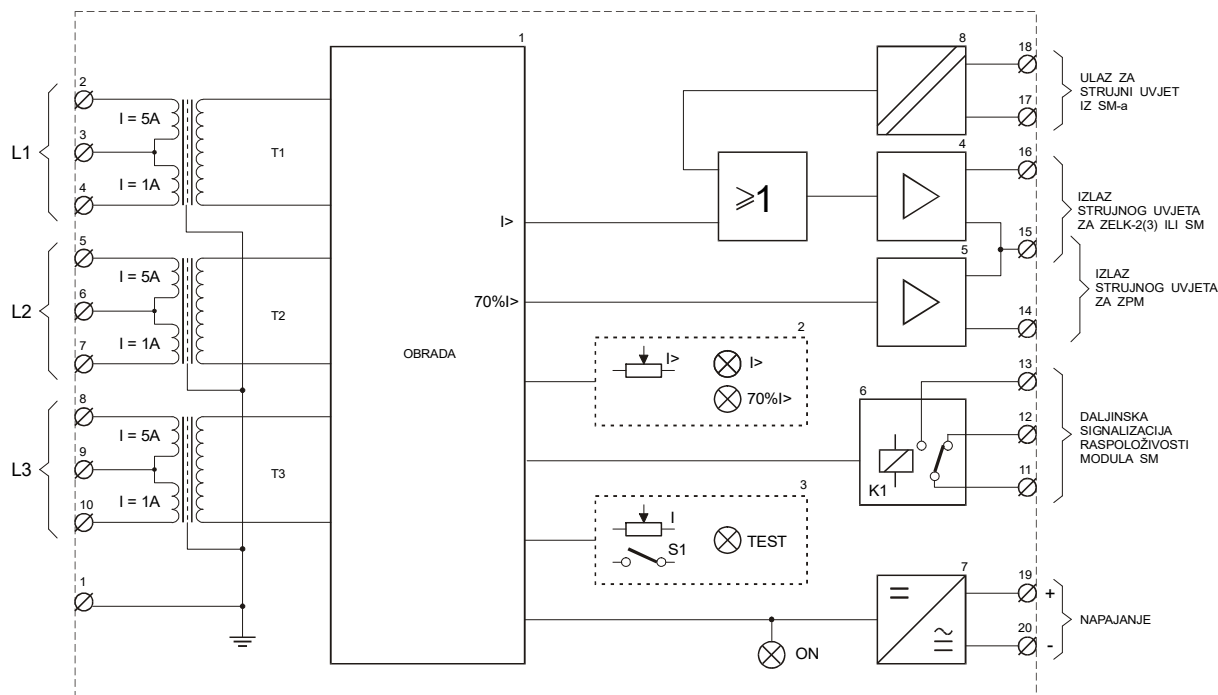 1
8
18
17
ULAZ ZA
STRUJNI UVJET
IZ SM-a
2
I = 5A
3
L1
T1
4
I = 1A
≥1
4
16
15
IZLAZ
STRUJNOG UVJETA
ZA ZELK-2(3) ILI SM
I>
5
I = 5A
6
L2
T2
7
I = 1A
5
14
IZLAZ
STRUJNOG UVJETA
ZA ZPM
70%I>
OBRADA
2
I>
I>
70%I>
8
I = 5A
9
L3
T3
10
I = 1A
6
K1
13
12
11
DALJINSKA
SIGNALIZACIJA
RASPOLOŽIVOSTI
MODULA SM
3
I
S1
TEST
1
7
=
≂
19
+
20
-
NAPAJANJE
ON